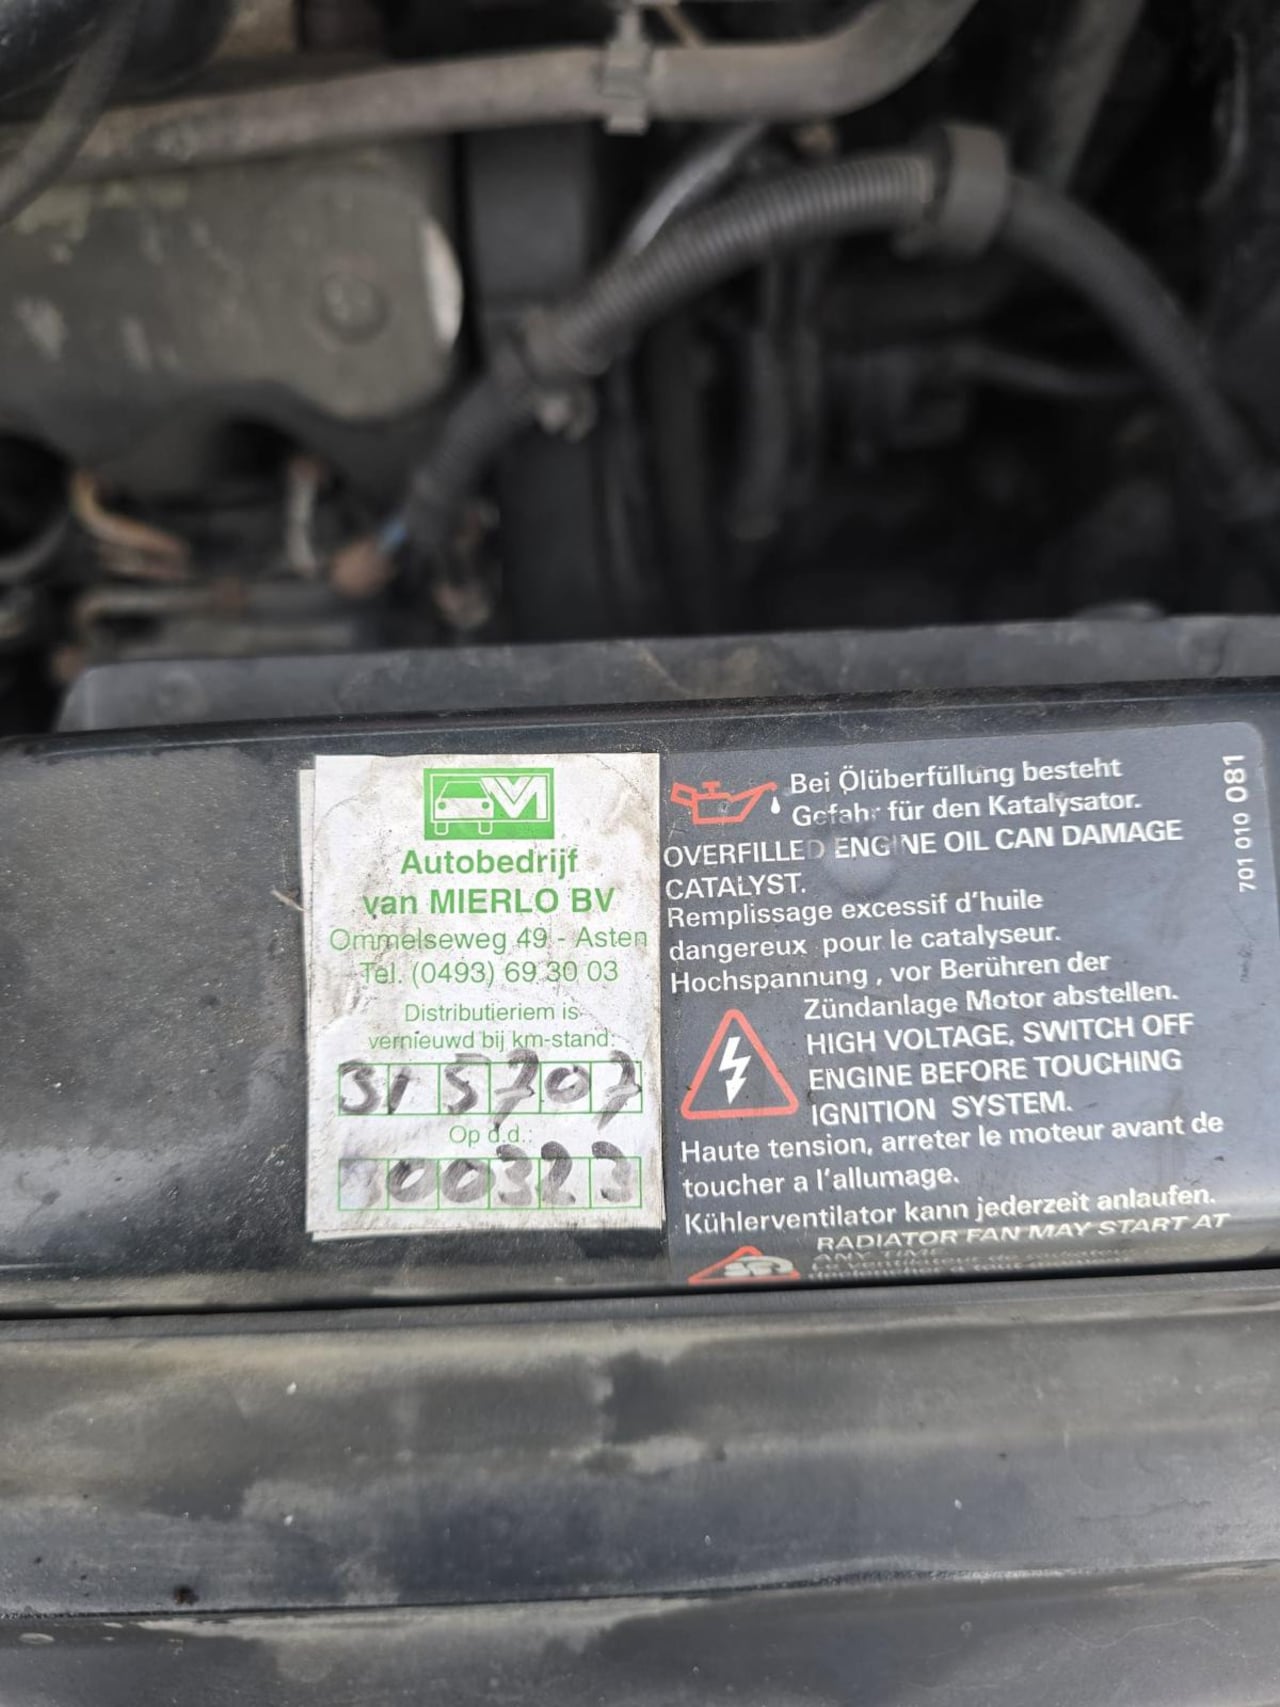 Autobedrijf
van MIERLO BV
Ommelseweg 49 - Asten
Tel. (0493) 69 30 03
Distributieriem is
vernieuwd bij km-stand:
315707
Op d.d.:
00323
Bei Ölüberfüllung besteht
Gefahr für den Katalysator.
OVERFILLED ENGINE OIL CAN DAMAGE
CATALYST.
Remplissage excessif d'huile
dangereux pour le catalyseur.
Hochspannung, vor Berühren der
Zündanlage Motor abstellen.
HIGH VOLTAGE, SWITCH OFF
ENGINE BEFORE TOUCHING
IGNITION SYSTEM.
Haute tension, arreter le moteur avant de
toucher a l'allumage.
Kühlerventilator kann jederzeit anlaufen.
RADIATOR FAN MAY START AT
ANY TIME
701 010 081